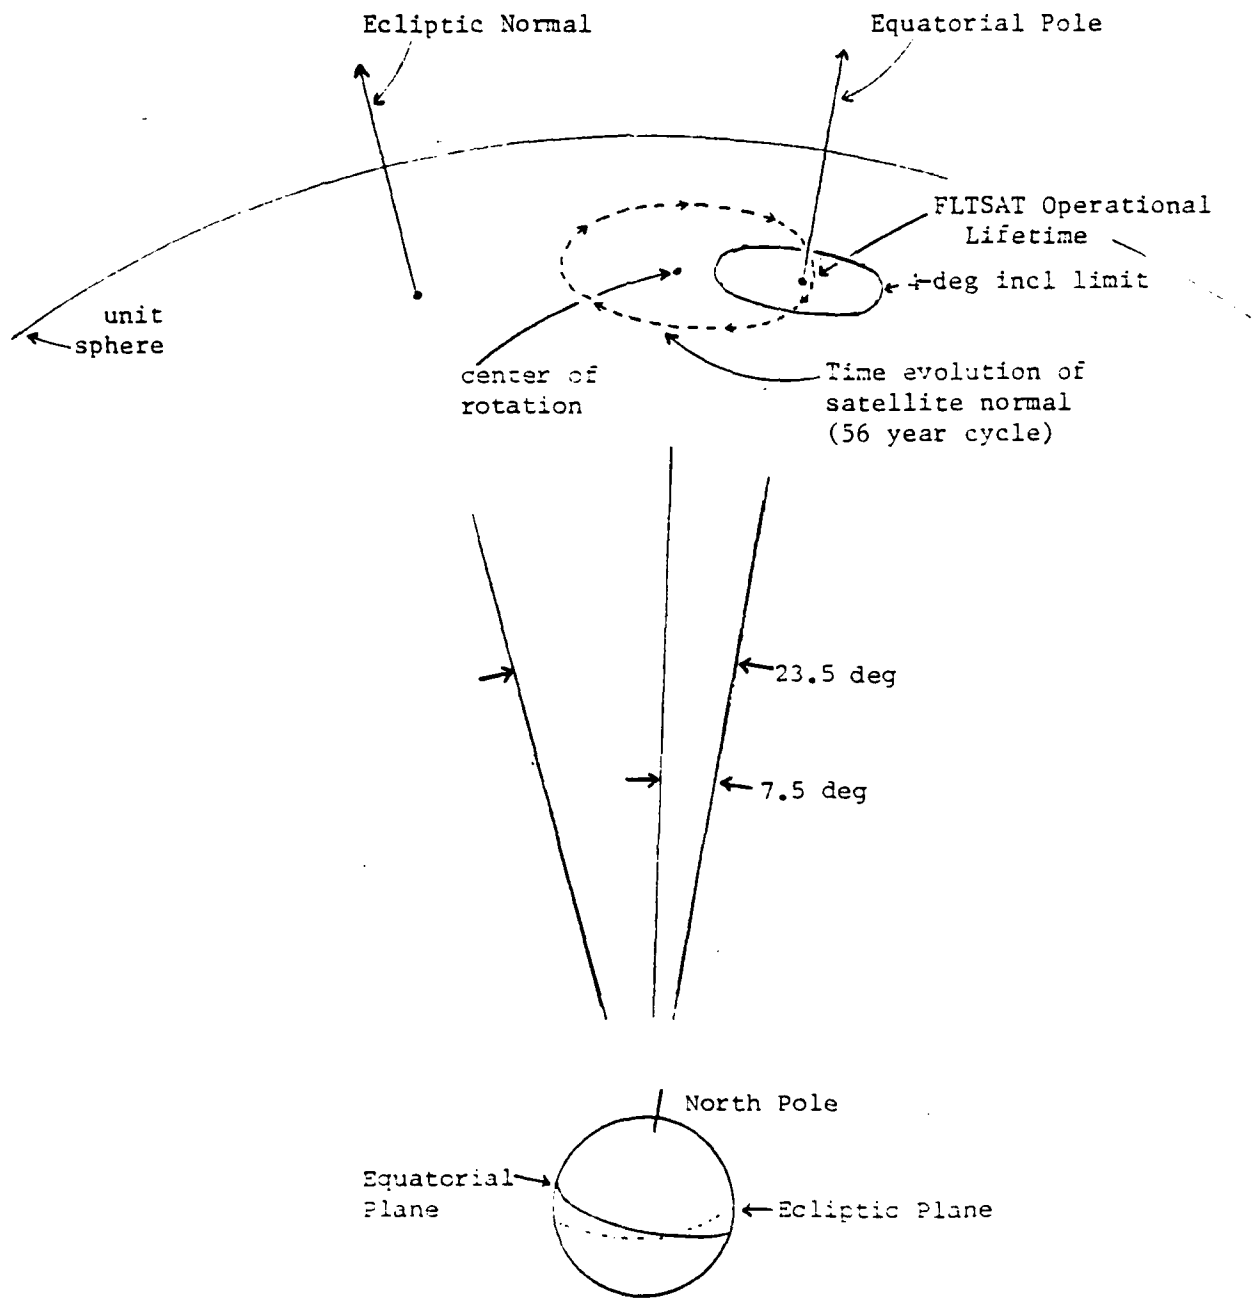 Ecliptic Normal
Equatorial Pole
FLTSAT Operational
Lifetime
deg incl limit
unit
sphere
center of
rotation
Time evolution of
satellite normal
(56 year cycle)
23.5 deg
7.5 deg
North Pole
Equatorial
Plane
Ecliptic Plane